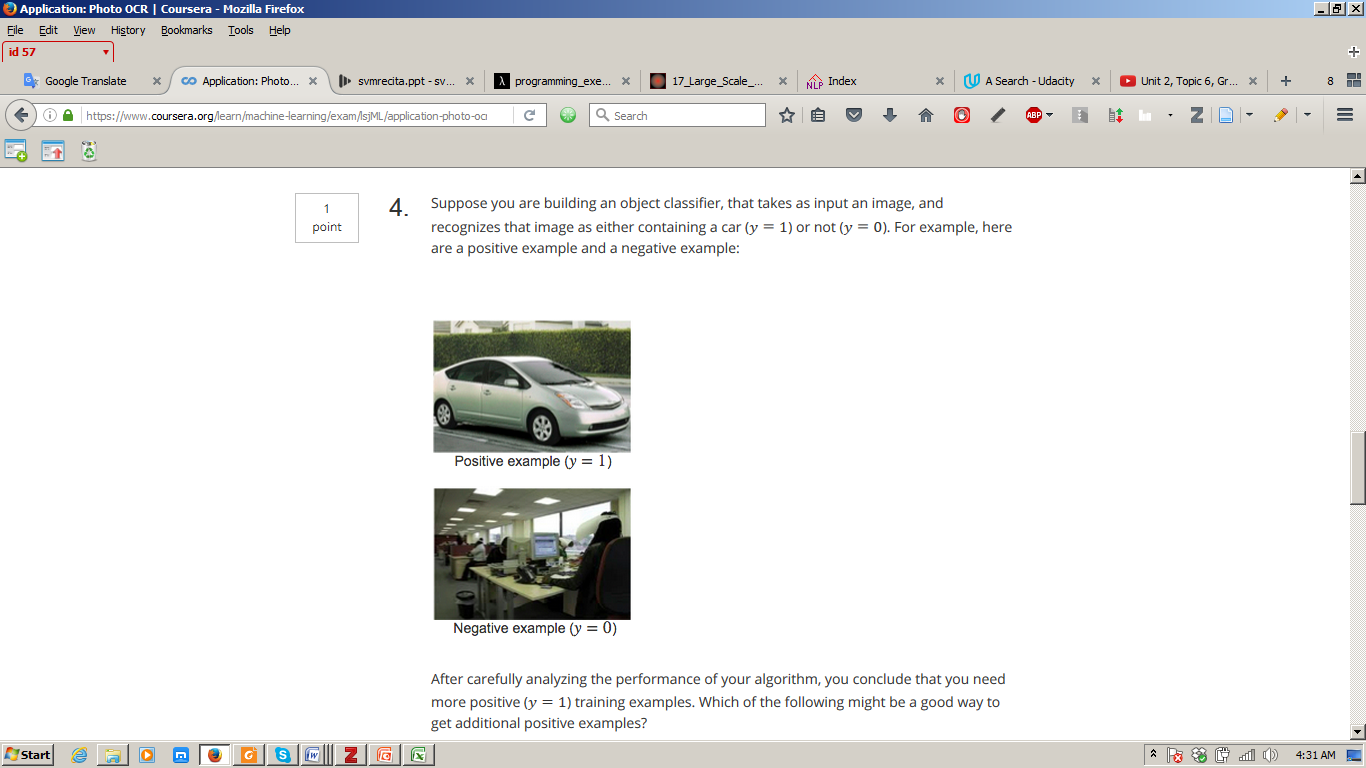 Application: Photo OCR | Coursera - Mozilla Firefox
File Edit View History Bookmarks Tools Help
id 57
Google Translate
Application: Photo...
svmrecita.ppt - sv...
programming_exe...
17_Large_Scale_...
Index
A Search - Udacity
Unit 2, Topic 6, Gr...
8
https://www.coursera.org/learn/machine-learning/exam/lsjML/application-photo-oc
Search
ABP
1
point
4.
Suppose you are building an object classifier, that takes as input an image, and
recognizes that image as either containing a car (y = 1) or not (y = 0). For example, here
are a positive example and a negative example:
Positive example (y = 1)
Negative example (y = 0)
After carefully analyzing the performance of your algorithm, you conclude that you need
more positive (y = 1) training examples. Which of the following might be a good way to
get additional positive examples?
Start
4:31 AM